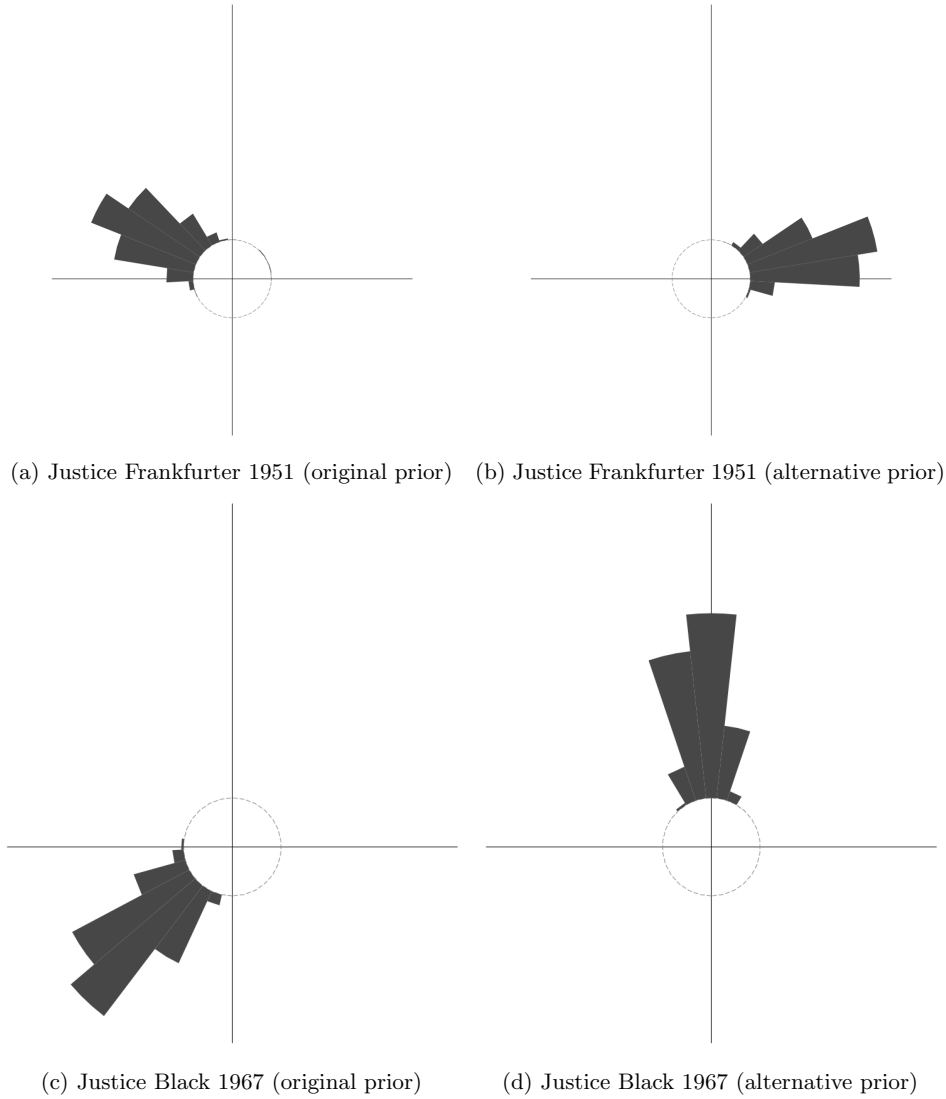 (a) Justice Frankfurter 1951 (original prior)
(b) Justice Frankfurter 1951 (alternative prior)
(c) Justice Black 1967 (original prior)
(d) Justice Black 1967 (alternative prior)